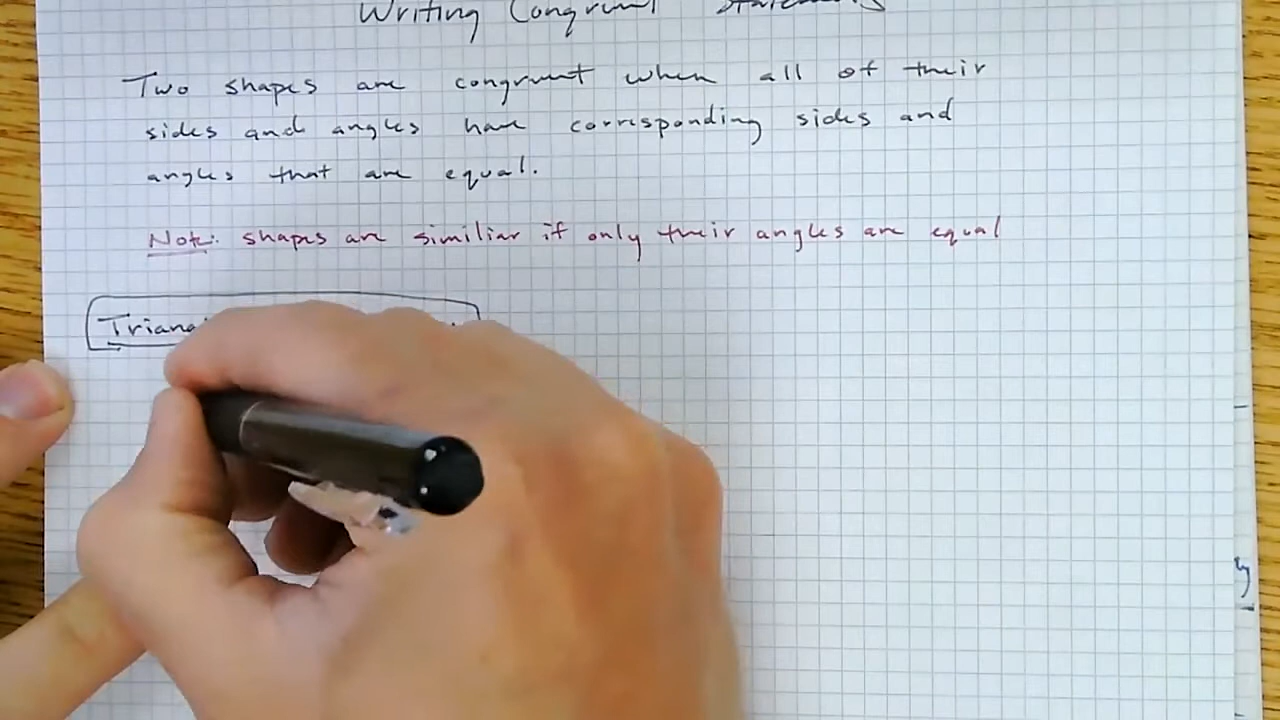 Writing Congruent Statements
Two shapes are congruent when all of their
sides and angles have corresponding sides and
angles that are equal.
Note: shapes are similiar if only their angles are equal